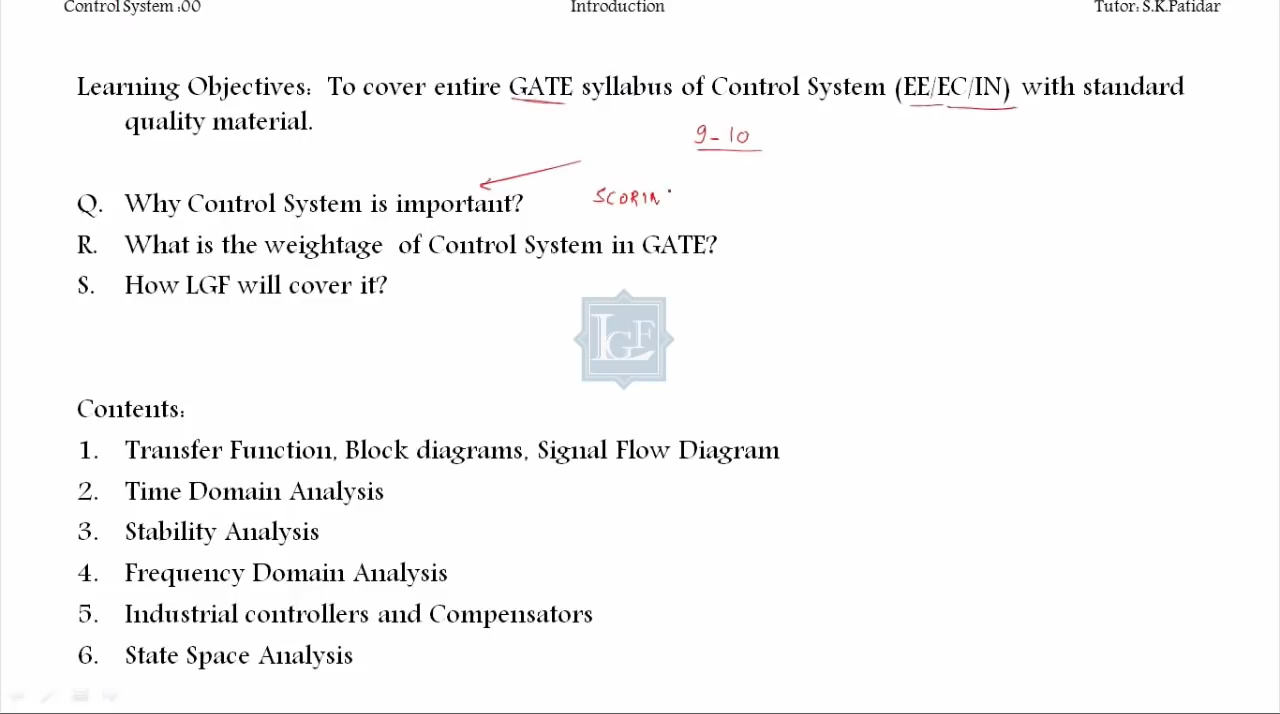 Control System :00 Introduction Tutor: S.K.Patidar
Learning Objectives: To cover entire GATE syllabus of Control System (EE/EC/IN) with standard
quality material.
9-10
Q. Why Control System is important? SCORIN
R. What is the weightage of Control System in GATE?
S. How LGF will cover it?
LGF
Contents:
1. Transfer Function, Block diagrams, Signal Flow Diagram
2. Time Domain Analysis
3. Stability Analysis
4. Frequency Domain Analysis
5. Industrial controllers and Compensators
6. State Space Analysis